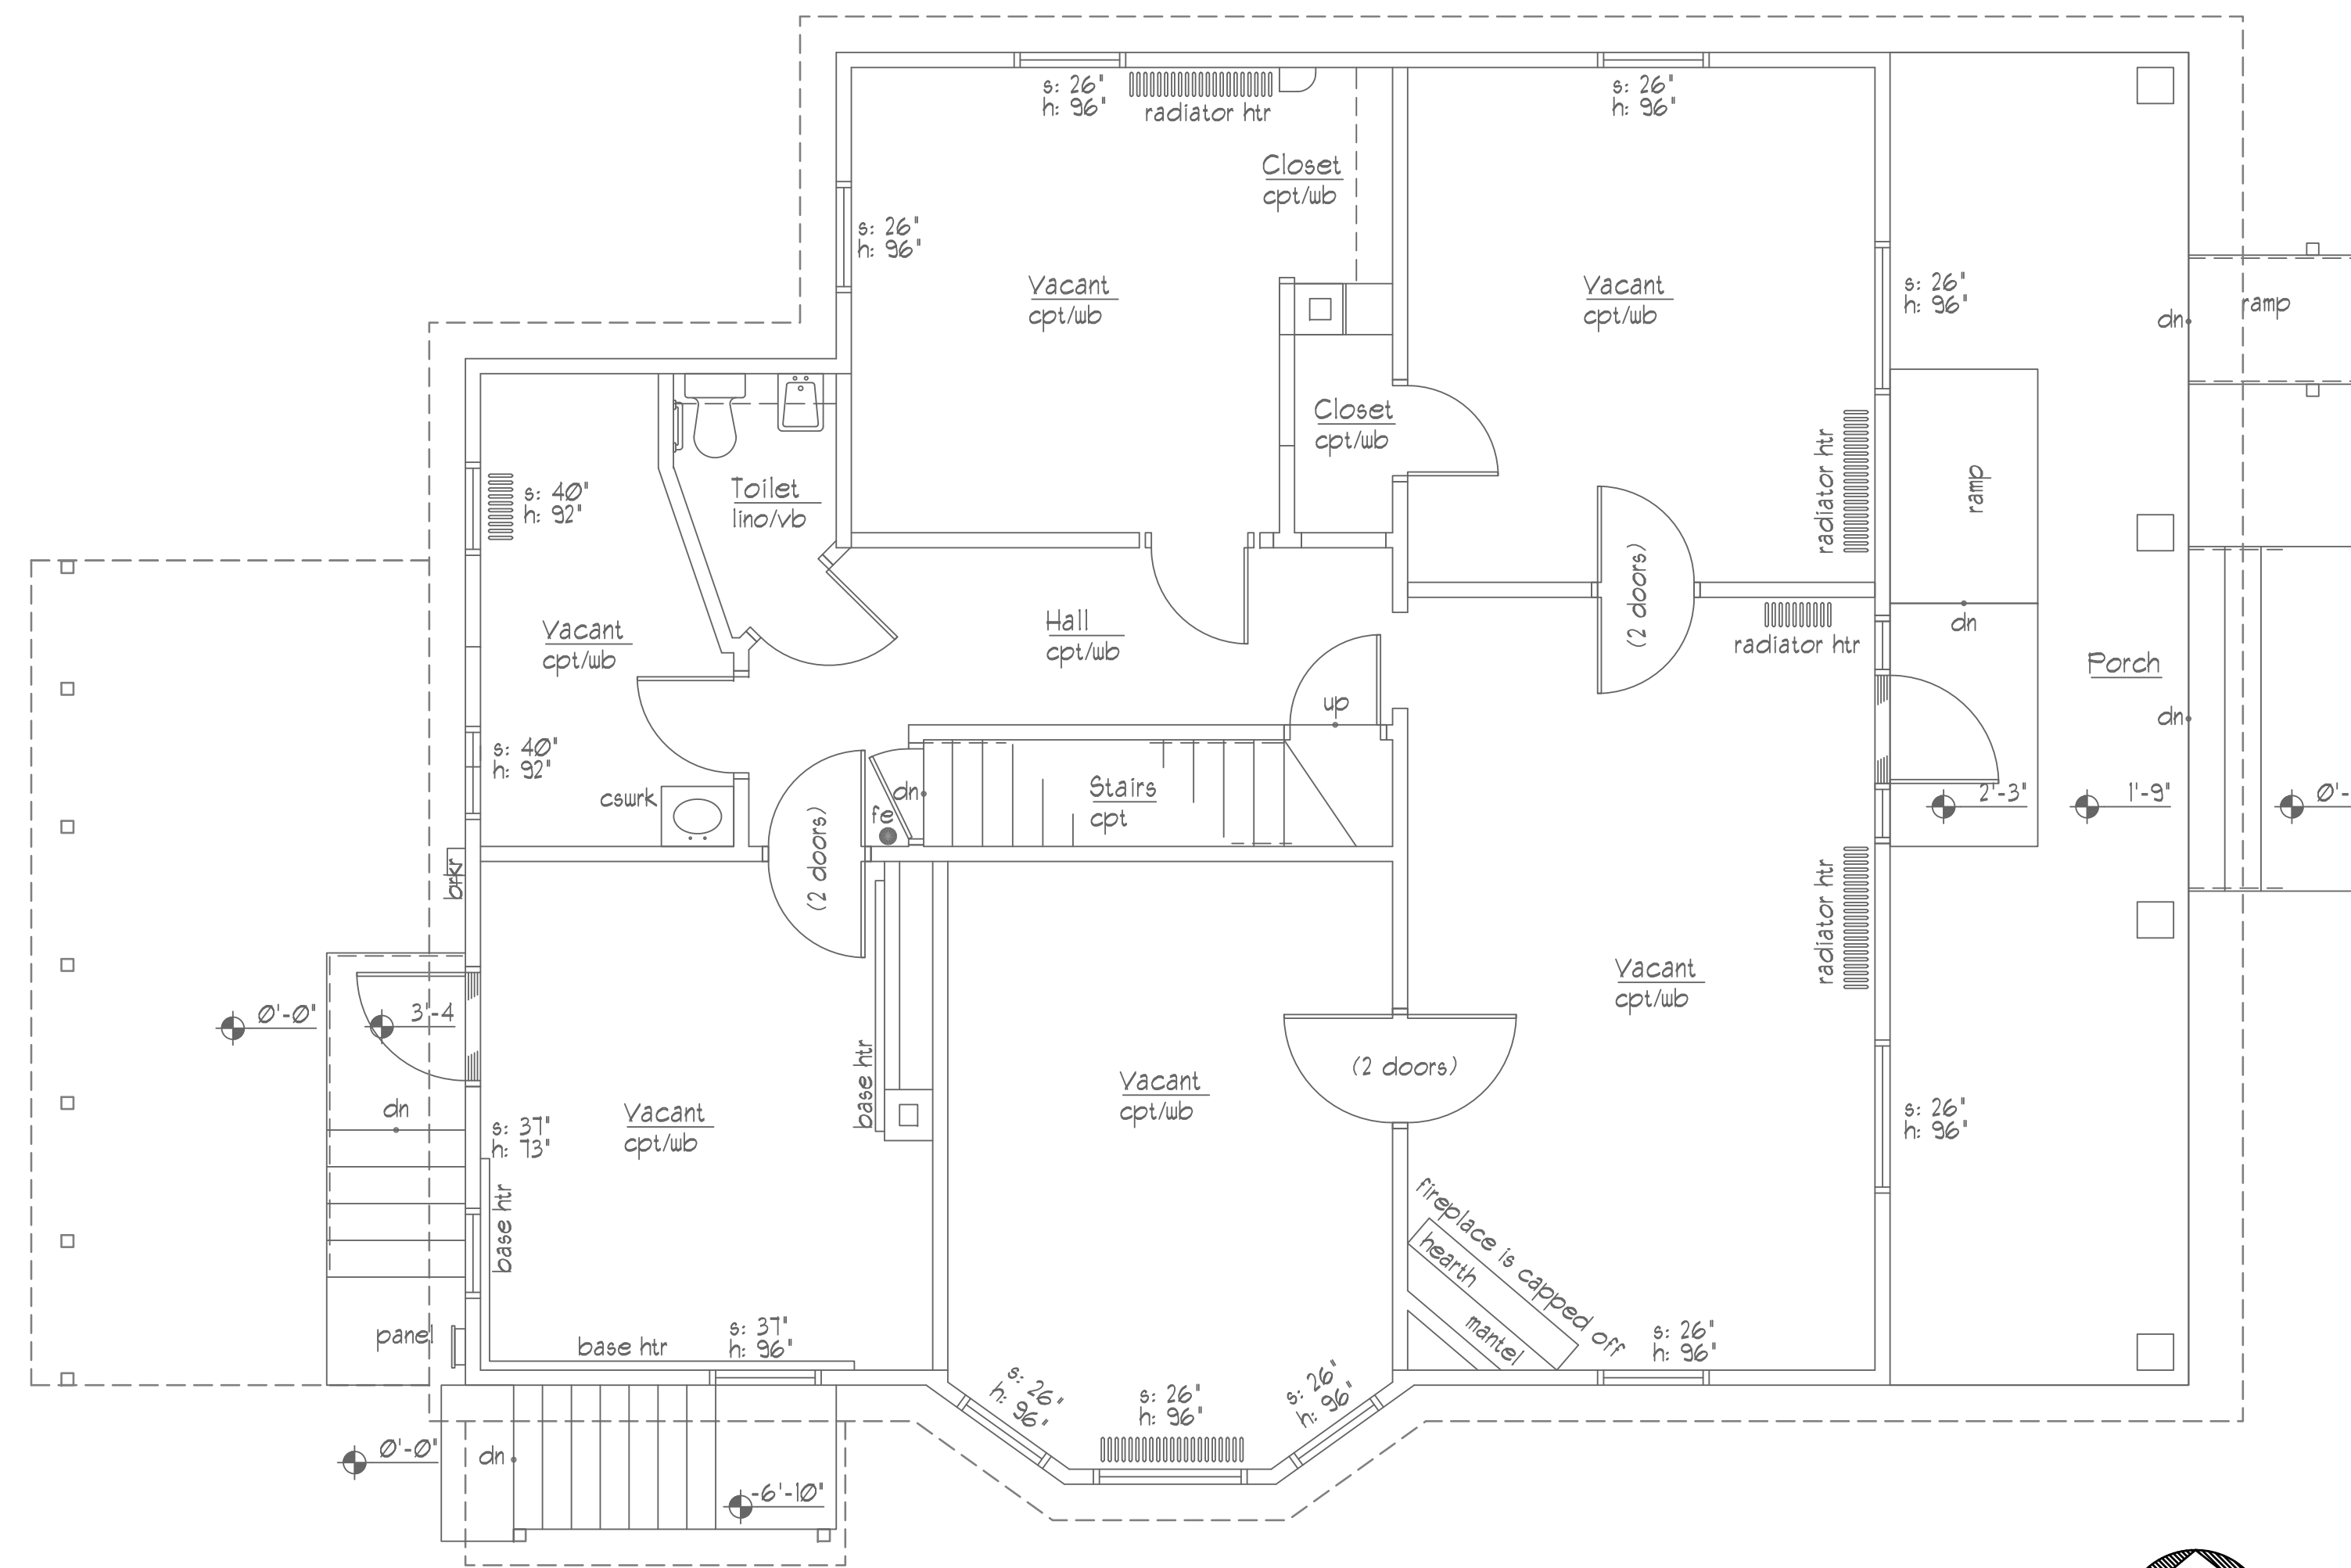 s: 26"
h: 96"
radiator htr
s: 26"
h: 96"
Closet
cpt/wb
s: 26"
h: 96"
Vacant
cpt/wb
Vacant
cpt/wb
s: 26"
h: 96"
dn
ramp
Closet
cpt/wb
radiator htr
ramp
s: 40"
h: 92"
Toilet
lino/vb
Vacant
cpt/wb
Hall
cpt/wb
(2 doors)
radiator htr
dn
Porch
up
dn
s: 40"
h: 92"
cswrk
(2 doors)
dn
fe
Stairs
cpt
2'-3"
1'-9"
0'-
brkr
radiator htr
Vacant
cpt/wb
0'-0"
3'-4
base htr
(2 doors)
dn
s: 37"
h: 73"
Vacant
cpt/wb
Vacant
cpt/wb
s: 26"
h: 96"
base htr
fireplace is capped off
hearth
mantel
panel
base htr
s: 37"
h: 96"
s: 26"
h: 96"
s: 26"
h: 96"
s: 26"
h: 96"
s: 26"
h: 96"
0'-0"
dn
-6'-10"